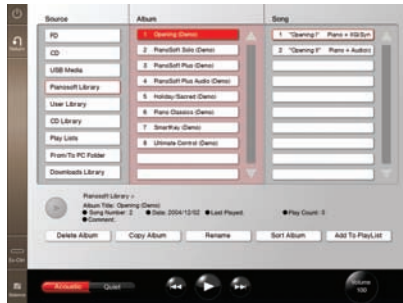 Source
Album
Song
FD
CD
USB Media
Pianosoft Library
User Library
CD Library
Play Lists
From/To PC Folder
Downloads Library
1 Opening (Demo)
2 PianoSoft Solo (Demo)
3 PianoSoft Plus (Demo)
4 PianoSoft Plus Audio (Demo)
5 Holiday/Sacred (Demo)
6 Piano Classics (Demo)
7 SmartKey (Demo)
8 Ultimate Control (Demo)
1 "Opening I" Piano + XG/Syn
2 "Opening II" Piano + Audio)
Return
Pianosoft Library >
Album Title: Opening (Demo)
●Song Number: 2 ●Date: 2004/12/02 ●Last Played: ●Play Count: 0
●Comment:
Delete Album
Copy Album
Rename
Sort Album
Add To PlayList
Ex-Ctrl
Balance
Acoustic
Quiet
Volume
100